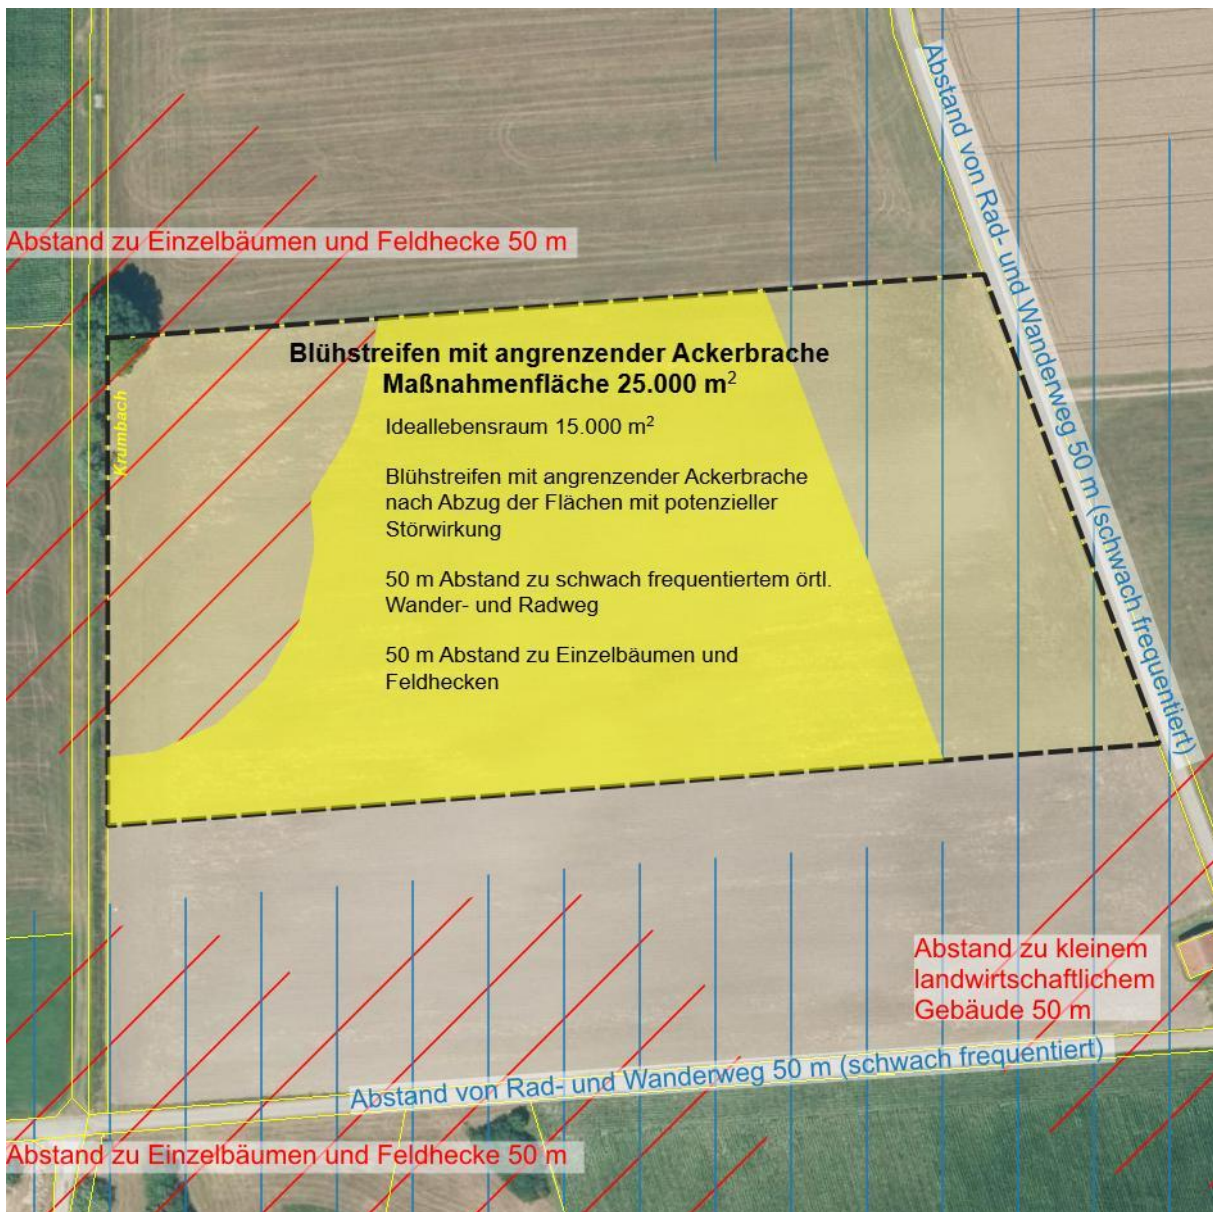 Abstand von Rad- und Wanderweg 50 m (schwach frequentiert)
Abstand zu Einzelbäumen und Feldhecke 50 m
Blühstreifen mit angrenzender Ackerbrache
Maßnahmenfläche 25.000 m²
Krumbach
Ideallebensraum 15.000 m²
Blühstreifen mit angrenzender Ackerbrache
nach Abzug der Flächen mit potenzieller
Störwirkung
50 m Abstand zu schwach frequentiertem örtl.
Wander- und Radweg
50 m Abstand zu Einzelbäumen und
Feldhecken
Abstand zu kleinem
landwirtschaftlichem
Gebäude 50 m
Abstand von Rad- und Wanderweg 50 m (schwach frequentiert)
Abstand zu Einzelbäumen und Feldhecke 50 m